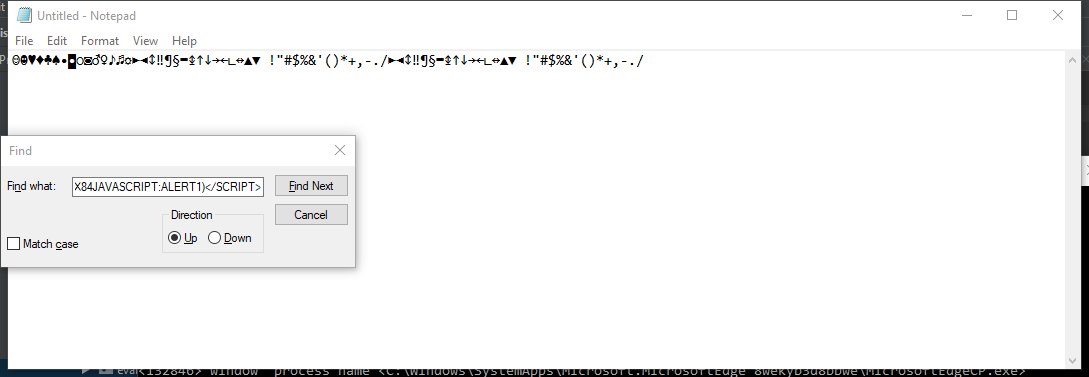 Untitled - Notepad
File Edit Format View Help
☺☻♥♦♣♠•◘○◙♂♀♪♫☼►◄↕‼¶§▬↨↑↓→←∟↔▲▼ !"#$%&'()*+,-./►◄↕‼¶§▬↨↑↓→←∟↔▲▼ !"#$%&'()*+,-./
Find
Find what: X84JAVASCRIPT:ALERT1)</SCRIPT> Find Next
Direction Cancel
Up Down
Match case
eval<132846> window process name <C:\Windows\SystemApps\Microsoft.MicrosoftEdge_8wekyb3d8bbwe\MicrosoftEdgeCP.exe>